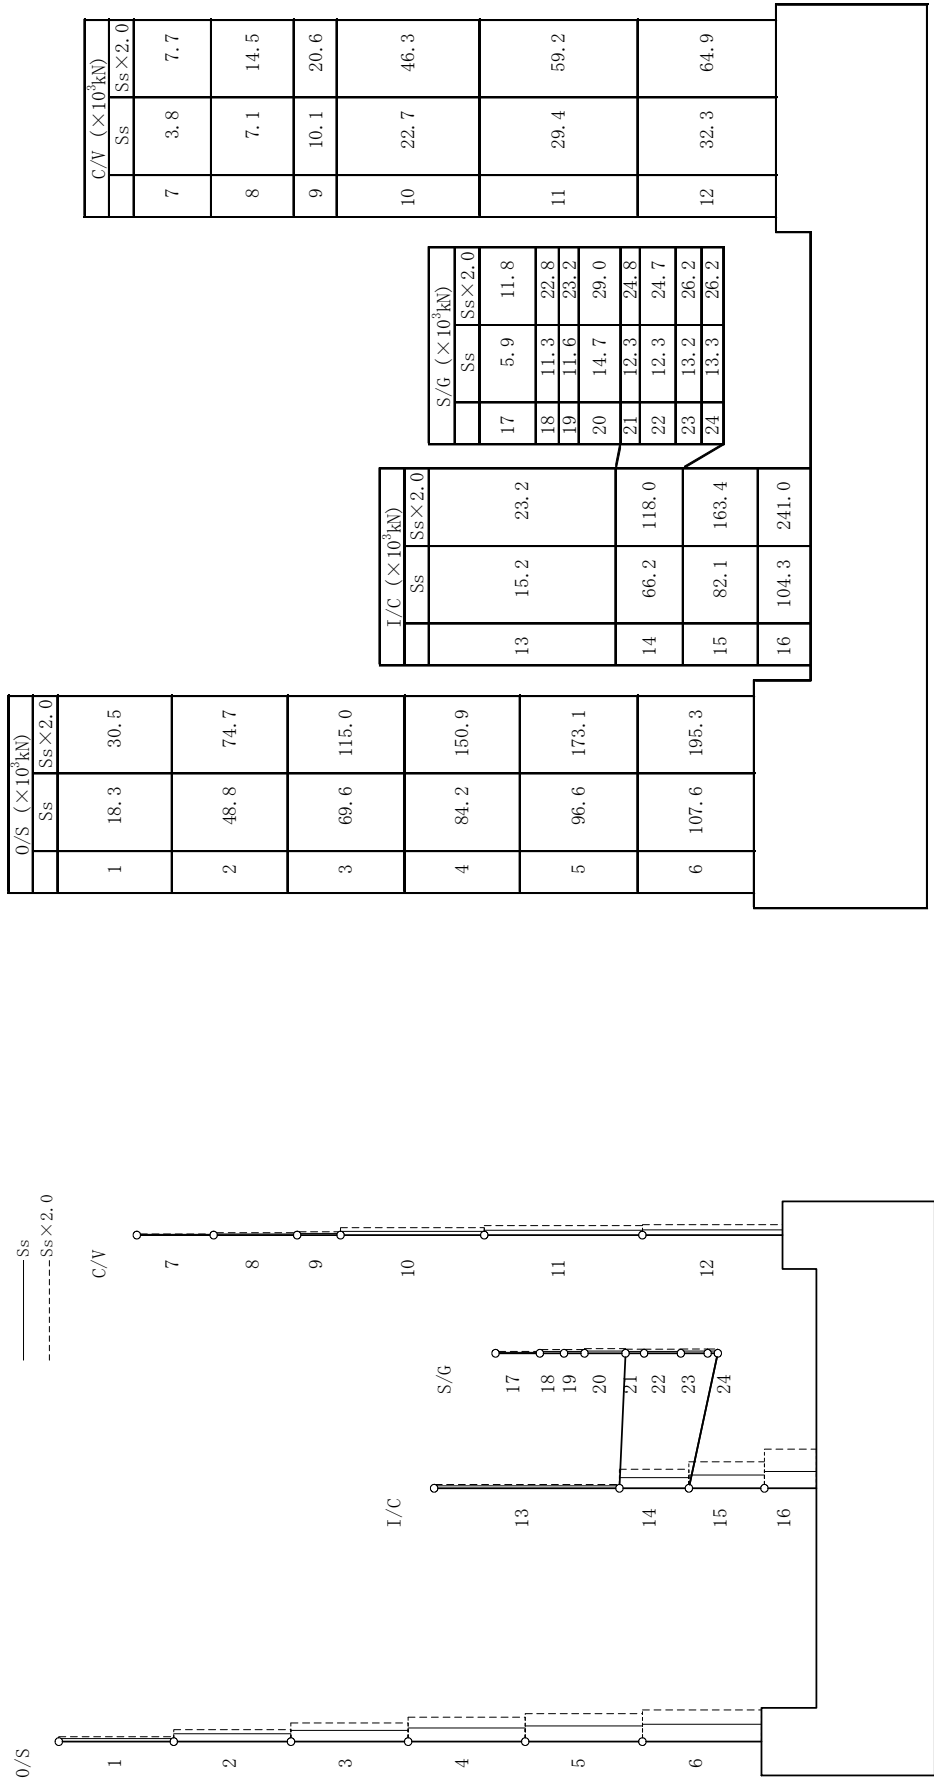 O/S (×10³kN)
Ss Ss×2.0
1 18.3 30.5
2 48.8 74.7
3 69.6 115.0
4 84.2 150.9
5 96.6 173.1
6 107.6 195.3
I/C (×10³kN)
Ss Ss×2.0
13 15.2 23.2
14 66.2 118.0
15 82.1 163.4
16 104.3 241.0
S/G (×10³kN)
Ss Ss×2.0
17 5.9 11.8
18 11.3 22.8
19 11.6 23.2
20 14.7 29.0
21 12.3 24.8
22 12.3 24.7
23 13.2 26.2
24 13.3 26.2
C/V (×10³kN)
Ss Ss×2.0
7 3.8 7.7
8 7.1 14.5
9 10.1 20.6
10 22.7 46.3
11 29.4 59.2
12 32.3 64.9
Ss
Ss×2.0
O/S
1
2
3
4
5
6
I/C
13
14
15
16
S/G
17
18
19
20
21
22
23
24
C/V
7
8
9
10
11
12